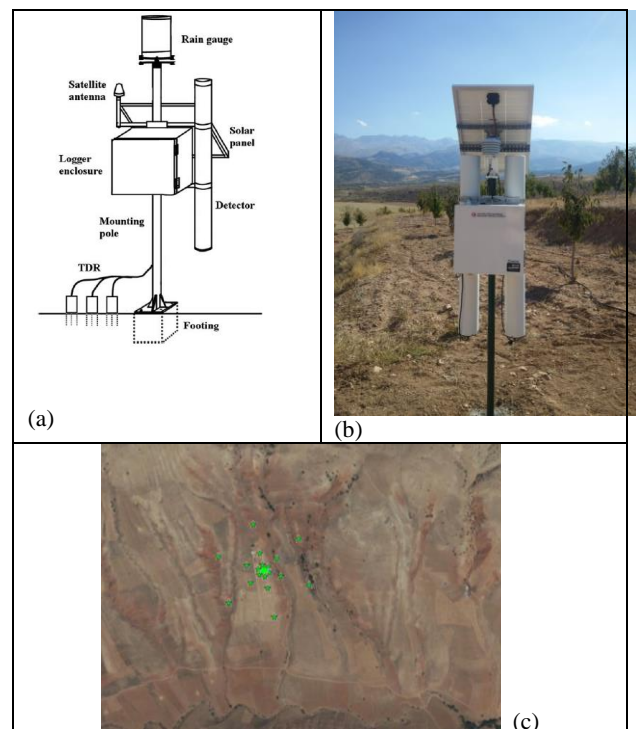 Rain gauge
Satellite
antenna
Solar
panel
Logger
enclosure
Detector
Mounting
pole
TDR
Footing
(a)
(b)
(c)